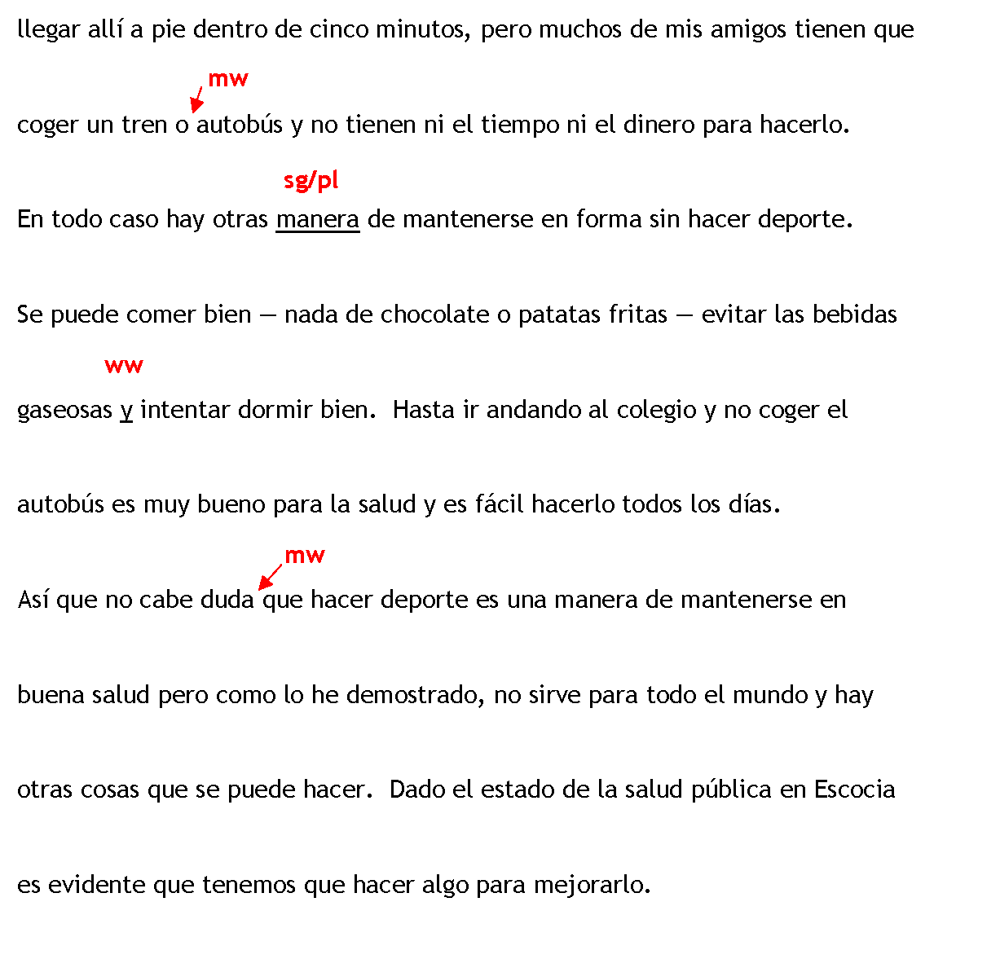 llegar allí a pie dentro de cinco minutos, pero muchos de mis amigos tienen que
mw
coger un tren o autobús y no tienen ni el tiempo ni el dinero para hacerlo.
sg/pl
En todo caso hay otras manera de mantenerse en forma sin hacer deporte.
Se puede comer bien — nada de chocolate o patatas fritas — evitar las bebidas
ww
gaseosas y intentar dormir bien.  Hasta ir andando al colegio y no coger el
autobús es muy bueno para la salud y es fácil hacerlo todos los días.
mw
Así que no cabe duda que hacer deporte es una manera de mantenerse en
buena salud pero como lo he demostrado, no sirve para todo el mundo y hay
otras cosas que se puede hacer.  Dado el estado de la salud pública en Escocia
es evidente que tenemos que hacer algo para mejorarlo.